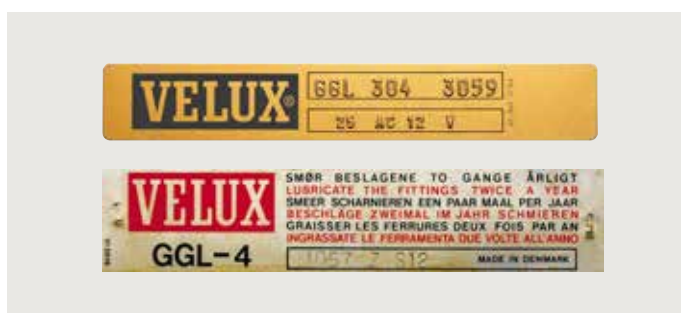 VELUX®
GGL 304 3059
25 AC 12 V
VELUX
SMØR BESLAGENE TO GANGE ÅRLIGT
LUBRICATE THE FITTINGS TWICE A YEAR
SMEER SCHARNIEREN EEN PAAR MAAL PER JAAR
BESCHLÄGE ZWEIMAL IM JAHR SCHMIEREN
GRAISSER LES FERRURES DEUX FOIS PAR AN
INGRASSATE LE FERRAMENTA DUE VOLTE ALL'ANNO
GGL-4
1057 Z S12
MADE IN DENMARK